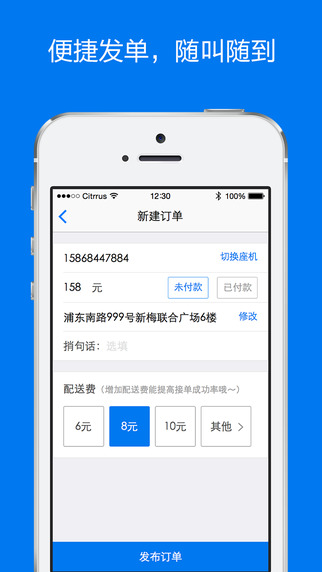 便捷发单，随叫随到
Citrrus 12:30 100%
新建订单
15868447884 切换座机
158 元 未付款 已付款
浦东南路999号新梅联合广场6楼 修改
捎句话：选填
配送费（增加配送费能提高接单成功率哦～）
6元 8元 10元 其他 >
发布订单